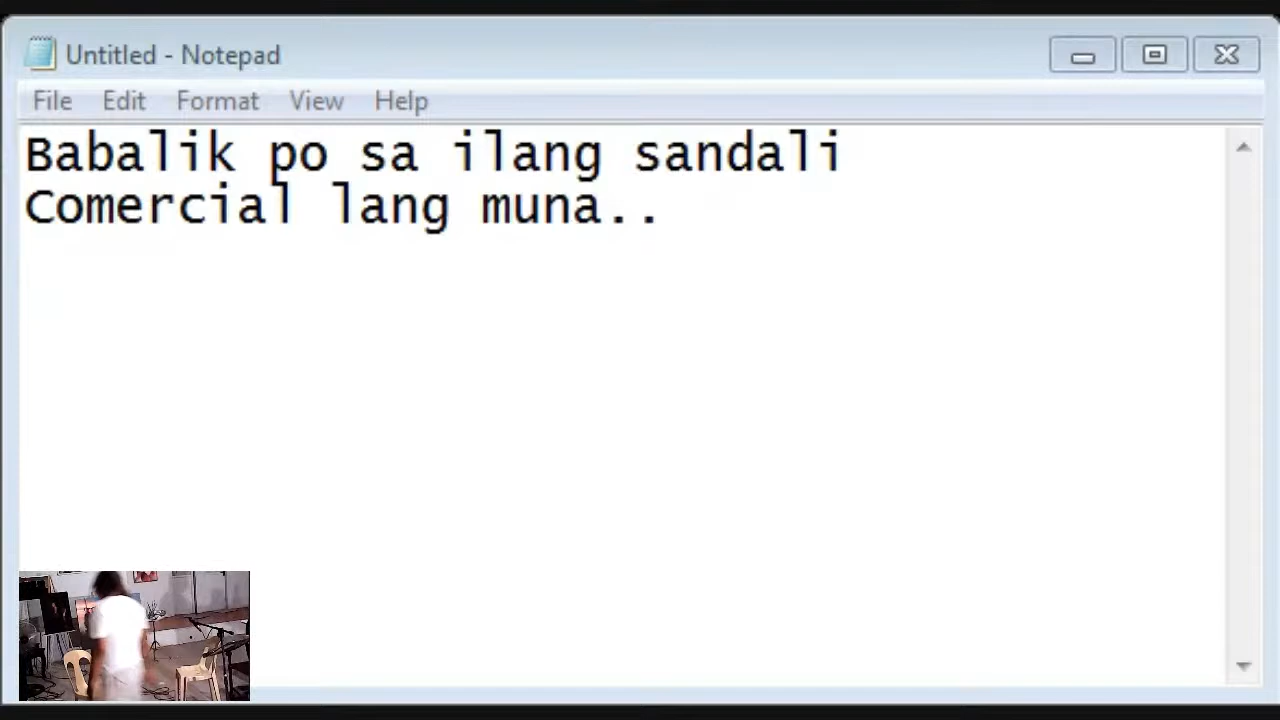 Untitled - Notepad
File Edit Format View Help
Babalik po sa ilang sandali
Comercial lang muna..